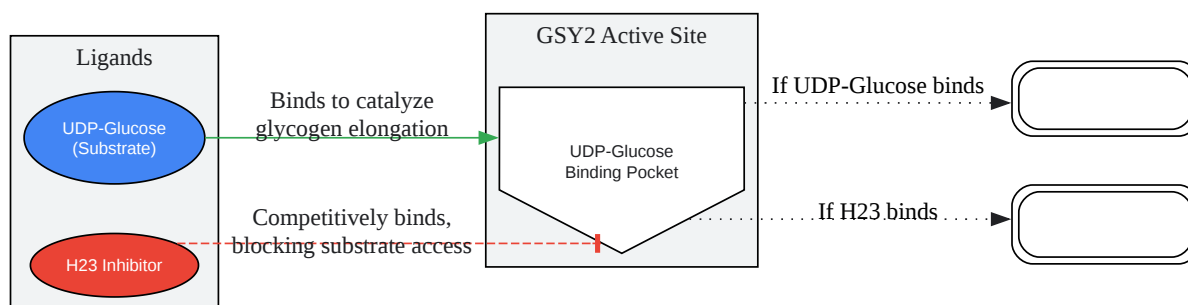 Ligands
UDP-Glucose
(Substrate)
H23 Inhibitor
Binds to catalyze
glycogen elongation
Competitively binds,
blocking substrate access
GSY2 Active Site
UDP-Glucose
Binding Pocket
If UDP-Glucose binds
If H23 binds